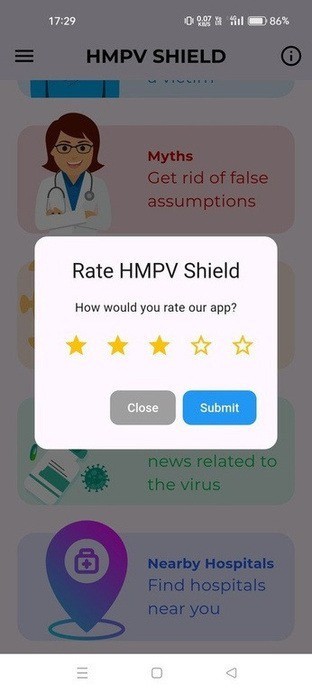 17:29
0.07
KB/S
4G
86%
HMPV SHIELD
a victim
Myths
Get rid of false
assumptions
Rate HMPV Shield
How would you rate our app?
Close
Submit
news related to
the virus
Nearby Hospitals
Find hospitals
near you